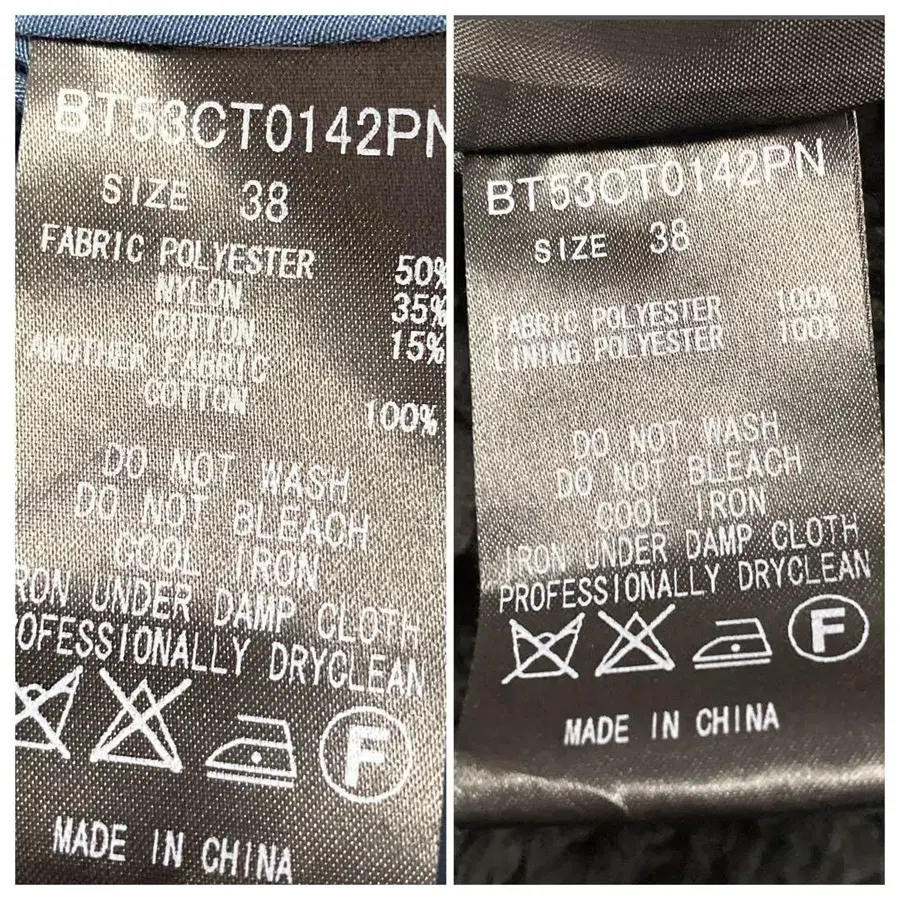 BT53CT0142PN
SIZE 38
FABRIC POLYESTER 50%
NYLON 35%
COTTON 15%
ANOTHER FABRIC
COTTON 100%
DO NOT WASH
DO NOT BLEACH
COOL IRON
RON UNDER DAMP CLOTH
OFESSIONALLY DRYCLEAN
F
MADE IN CHINA
BT53CT0142PN
SIZE 38
FABRIC POLYESTER 100%
LINING POLYESTER 100%
DO NOT WASH
DO NOT BLEACH
COOL IRON
IRON UNDER DAMP CLOTH
PROFESSIONALLY DRYCLEAN
F
MADE IN CHINA